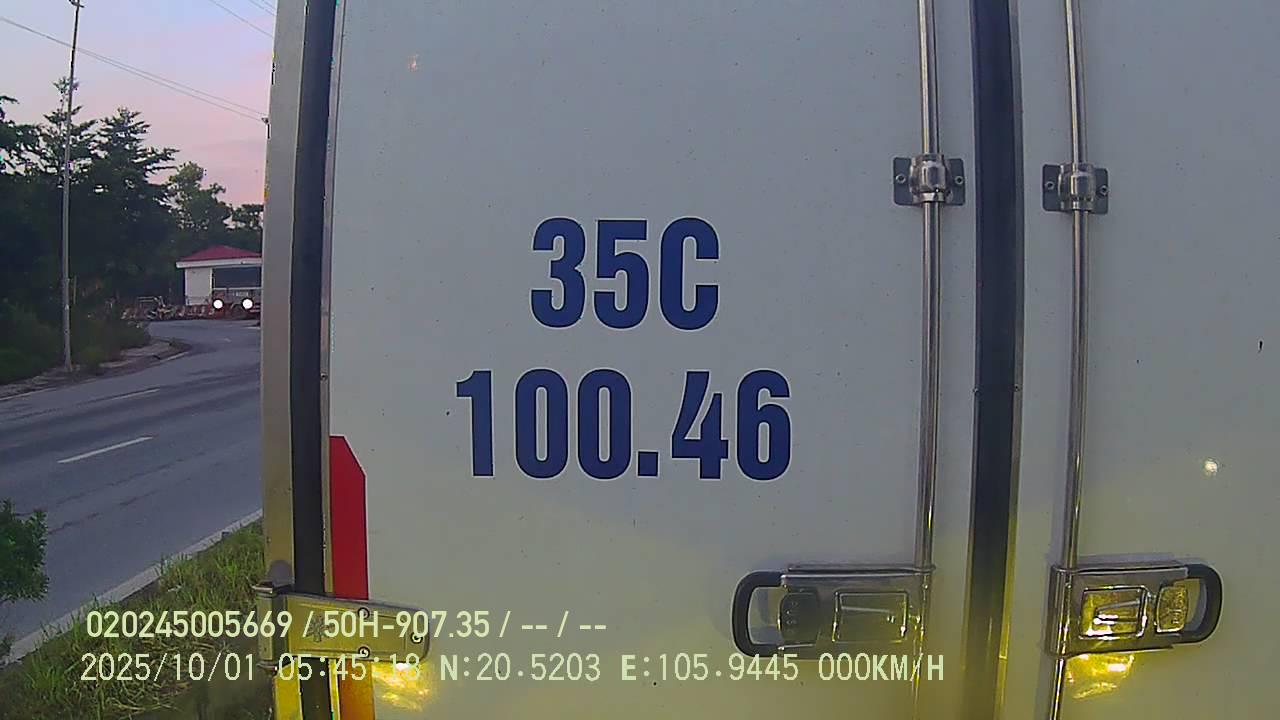 35C
100.46
020245005669 / 50H-907.35 / -- / --
2025/10/01 05:45:18 N:20.5203 E:105.9445 000KM/H